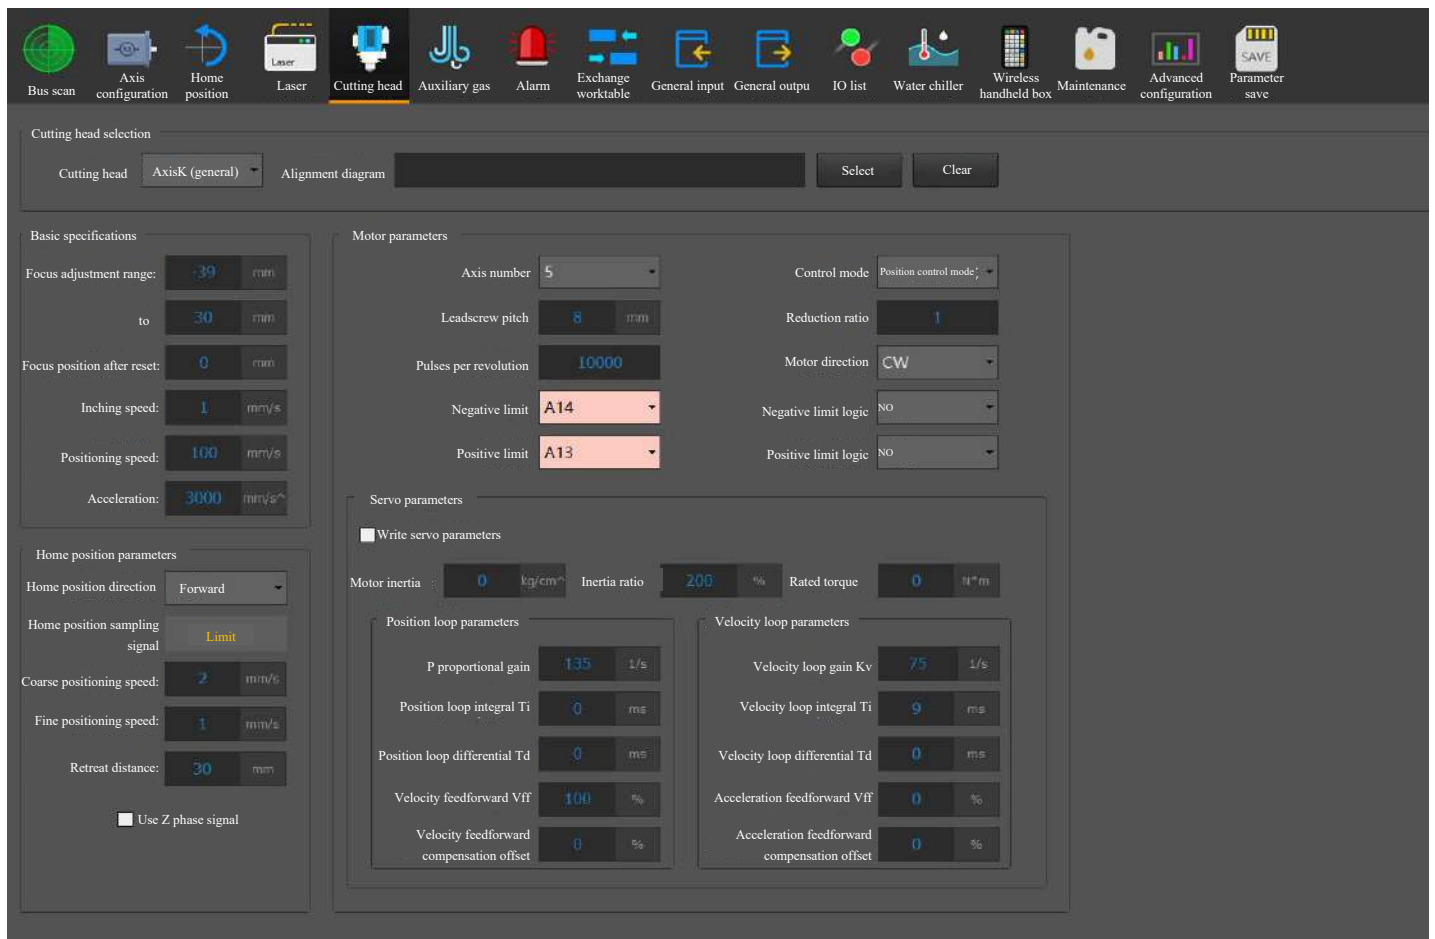 Bus scan
Axis
configuration
Home
position
Laser
Laser
Cutting head
Auxiliary gas
Alarm
Exchange
worktable
General input
General outpu
IO list
Water chiller
Wireless
handheld box
Maintenance
Advanced
configuration
SAVE
Parameter
save
Cutting head selection
Cutting head AxisK (general) Alignment diagram Select Clear
Basic specifications
Focus adjustment range: -39 mm
to 30 mm
Focus position after reset: 0 mm
Inching speed: 1 mm/s
Positioning speed: 100 mm/s
Acceleration: 3000 mm/s^
Home position parameters
Home position direction Forward
Home position sampling
signal Limit
Coarse positioning speed: 2 mm/s
Fine positioning speed: 1 mm/s
Retreat distance: 30 mm
Use Z phase signal
Motor parameters
Axis number 5 Control mode Position control mode;
Leadscrew pitch 8 mm Reduction ratio 1
Pulses per revolution 10000 Motor direction CW
Negative limit A14 Negative limit logic NO
Positive limit A13 Positive limit logic NO
Servo parameters
Write servo parameters
Motor inertia : 0 kg/cm^ Inertia ratio 200 % Rated torque 0 N*m
Position loop parameters
P proportional gain 135 1/s
Position loop integral Ti 0 ms
Position loop differential Td 0 ms
Velocity feedforward Vff 100 %
Velocity feedforward
compensation offset 0 %
Velocity loop parameters
Velocity loop gain Kv 75 1/s
Velocity loop integral Ti 9 ms
Velocity loop differential Td 0 ms
Acceleration feedforward Vff 0 %
Acceleration feedforward
compensation offset 0 %